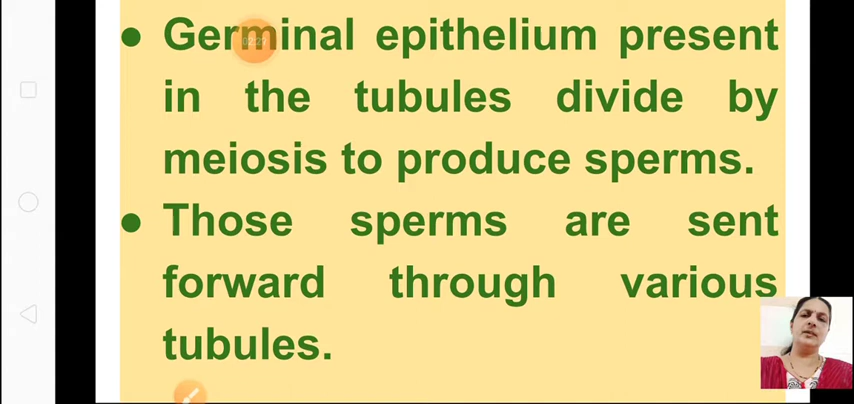 Germinal epithelium present
in the tubules divide by
meiosis to produce sperms.
Those sperms are sent
forward through various
tubules.